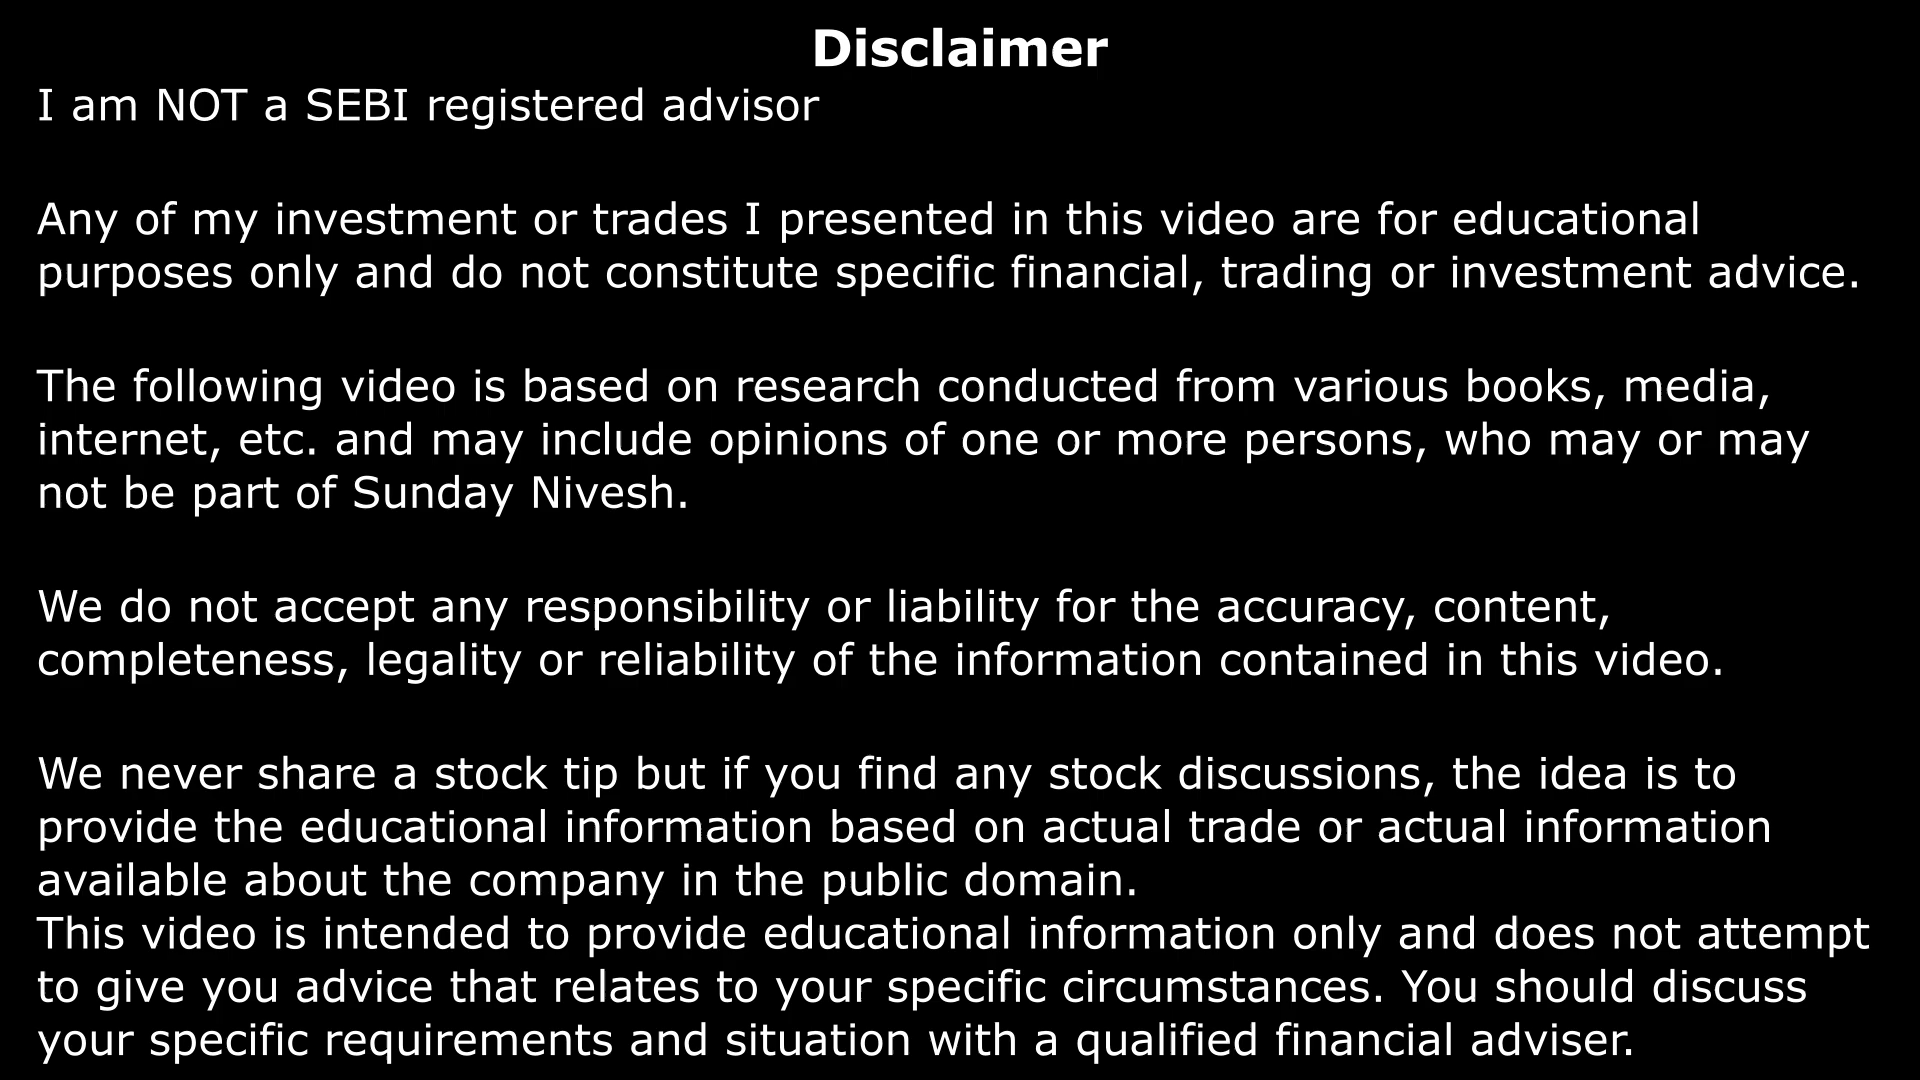 Disclaimer
I am NOT a SEBI registered advisor
Any of my investment or trades I presented in this video are for educational
purposes only and do not constitute specific financial, trading or investment advice.
The following video is based on research conducted from various books, media,
internet, etc. and may include opinions of one or more persons, who may or may
not be part of Sunday Nivesh.
We do not accept any responsibility or liability for the accuracy, content,
completeness, legality or reliability of the information contained in this video.
We never share a stock tip but if you find any stock discussions, the idea is to
provide the educational information based on actual trade or actual information
available about the company in the public domain.
This video is intended to provide educational information only and does not attempt
to give you advice that relates to your specific circumstances. You should discuss
your specific requirements and situation with a qualified financial adviser.